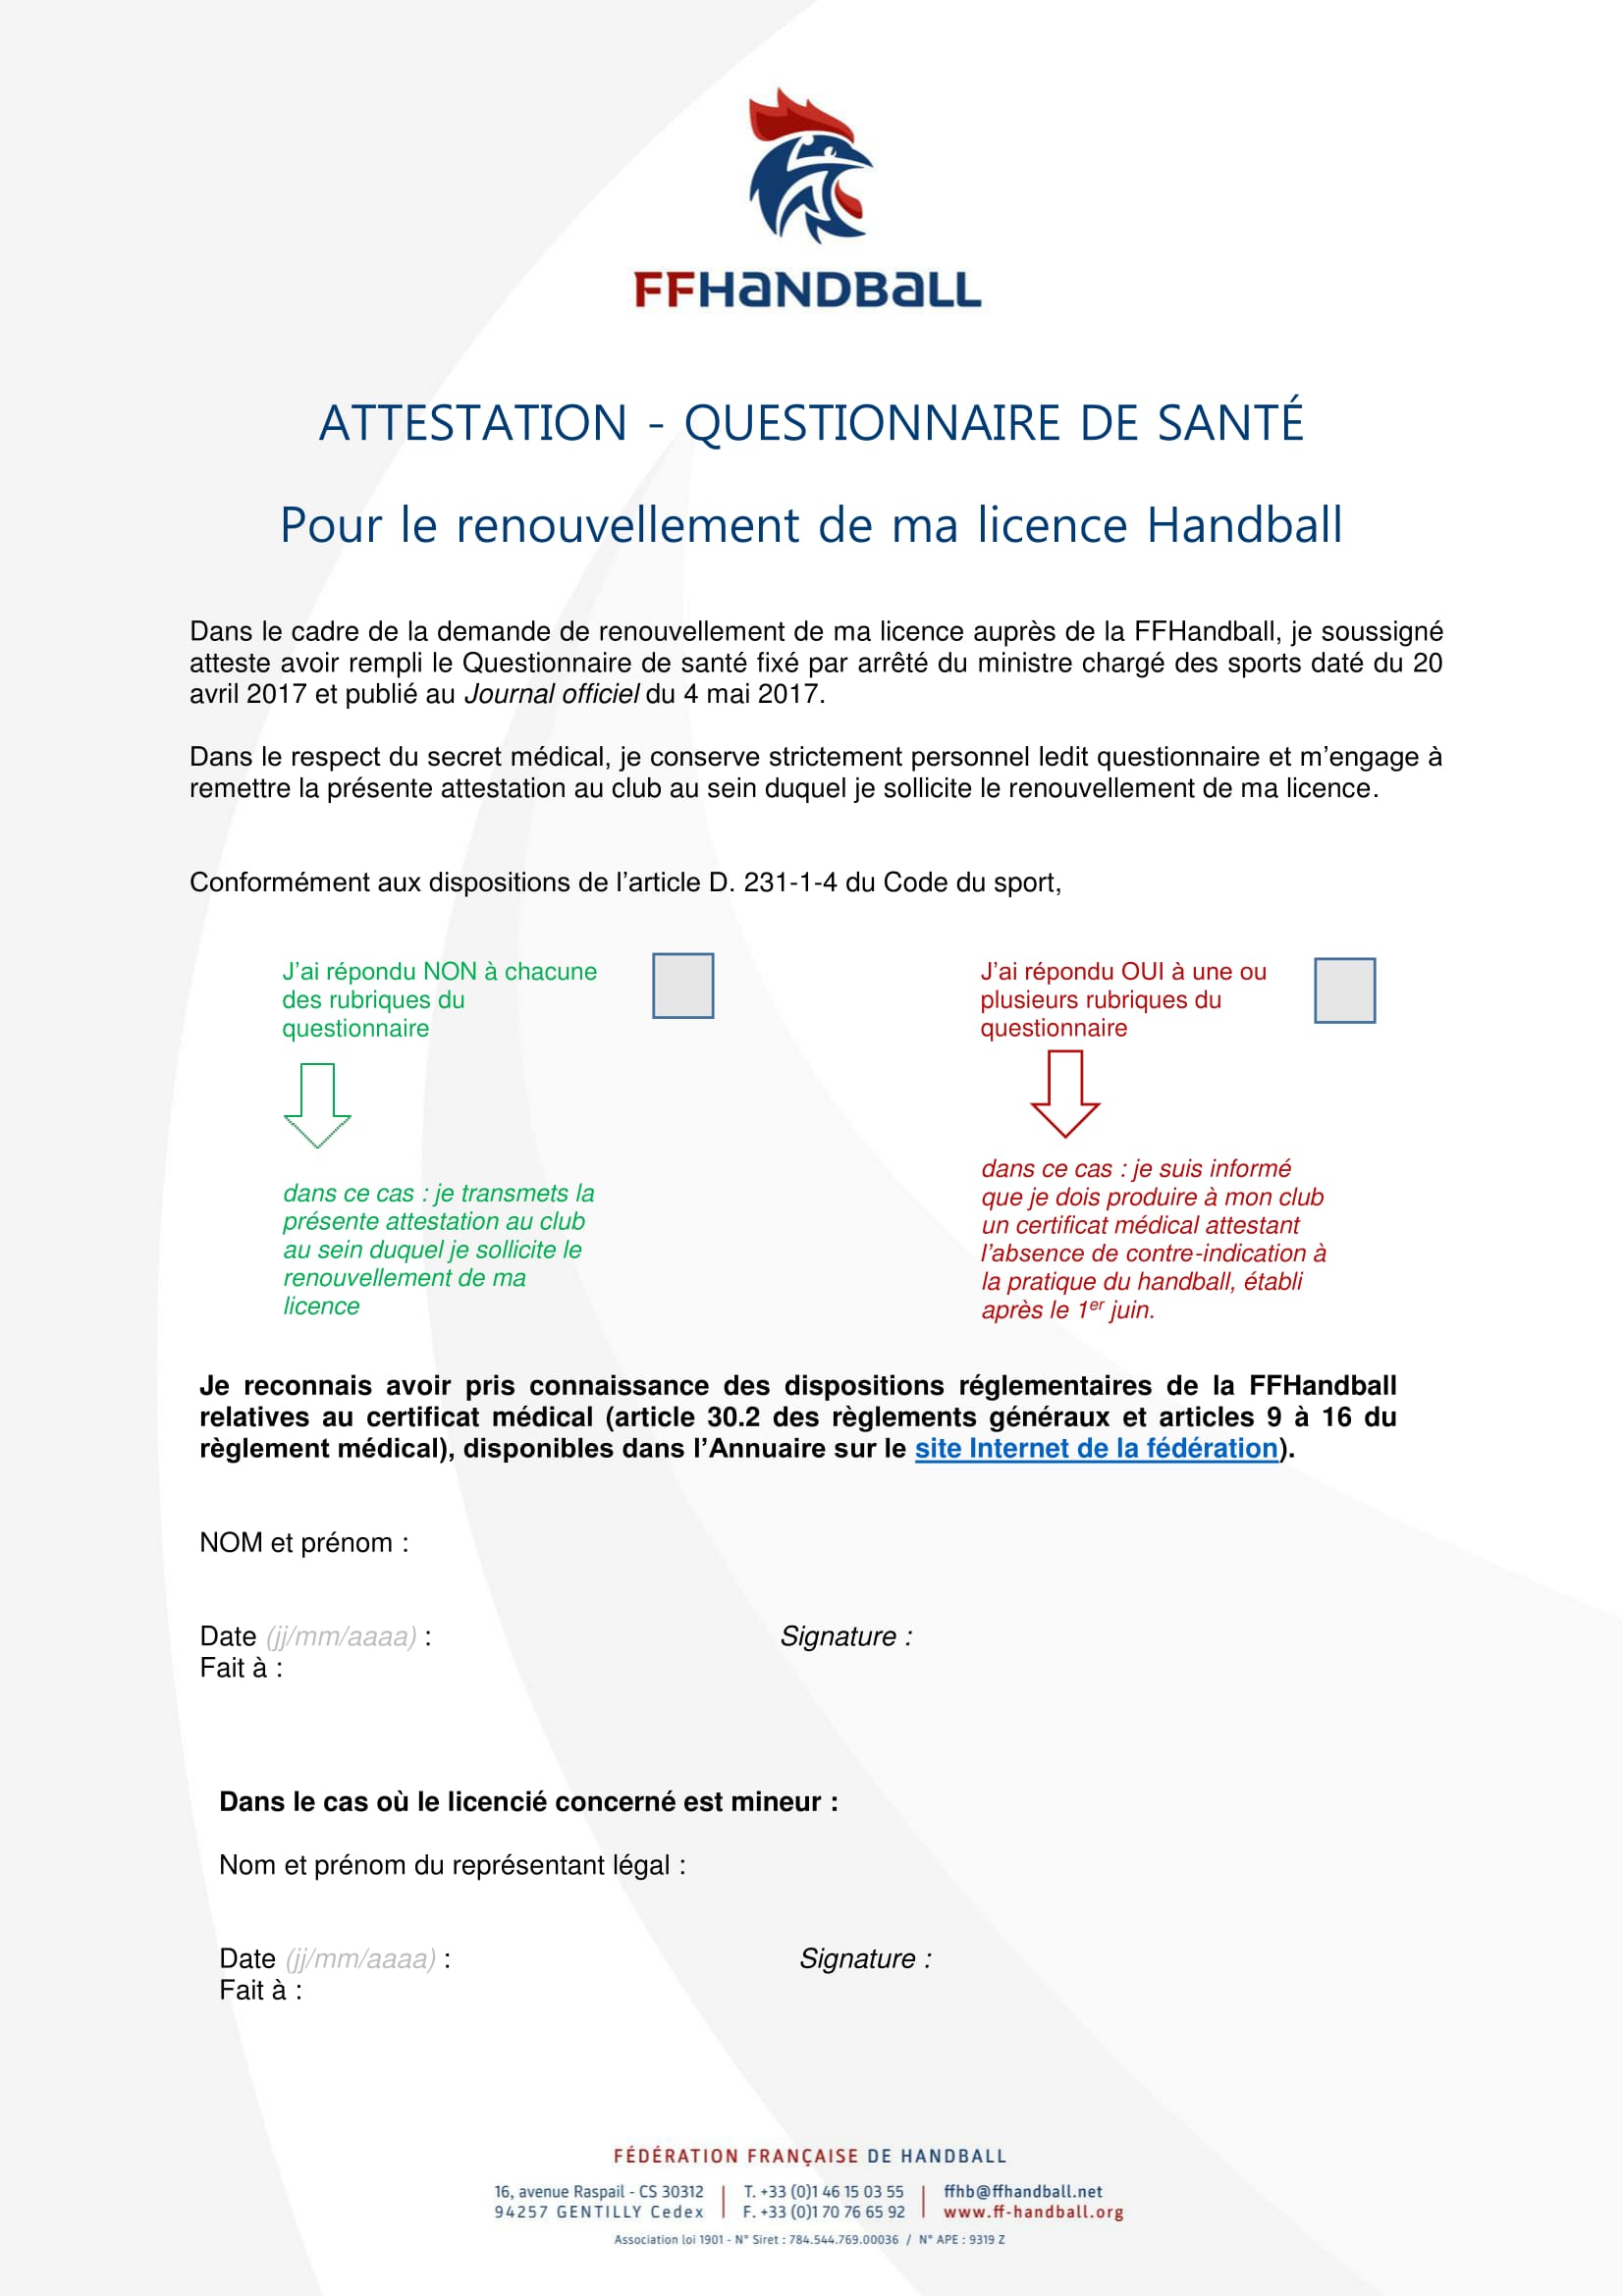 FFHANDBALL
ATTESTATION - QUESTIONNAIRE DE SANTÉ
Pour le renouvellement de ma licence Handball
Dans le cadre de la demande de renouvellement de ma licence auprès de la FFHandball, je soussigné
atteste avoir rempli le Questionnaire de santé fixé par arrêté du ministre chargé des sports daté du 20
avril 2017 et publié au Journal officiel du 4 mai 2017.
Dans le respect du secret médical, je conserve strictement personnel ledit questionnaire et m’engage à
remettre la présente attestation au club au sein duquel je sollicite le renouvellement de ma licence.
Conformément aux dispositions de l’article D. 231-1-4 du Code du sport,
J’ai répondu NON à chacune
des rubriques du
questionnaire
dans ce cas : je transmets la
présente attestation au club
au sein duquel je sollicite le
renouvellement de ma
licence
J’ai répondu OUI à une ou
plusieurs rubriques du
questionnaire
dans ce cas : je suis informé
que je dois produire à mon club
un certificat médical attestant
l’absence de contre-indication à
la pratique du handball, établi
après le 1er juin.
Je reconnais avoir pris connaissance des dispositions réglementaires de la FFHandball
relatives au certificat médical (article 30.2 des règlements généraux et articles 9 à 16 du
règlement médical), disponibles dans l’Annuaire sur le site Internet de la fédération).
NOM et prénom :
Date (jj/mm/aaaa) : Signature :
Fait à :
Dans le cas où le licencié concerné est mineur :
Nom et prénom du représentant légal :
Date (jj/mm/aaaa) : Signature :
Fait à :
FÉDÉRATION FRANÇAISE DE HANDBALL
16, avenue Raspail - CS 30312 | T. +33 (0)1 46 15 03 55 | ffhb@ffhandball.net
94257 GENTILLY Cedex | F. +33 (0)1 70 76 65 92 | www.ff-handball.org
Association loi 1901 - N° Siret : 784.544.769.00036 / N° APE : 9319 Z